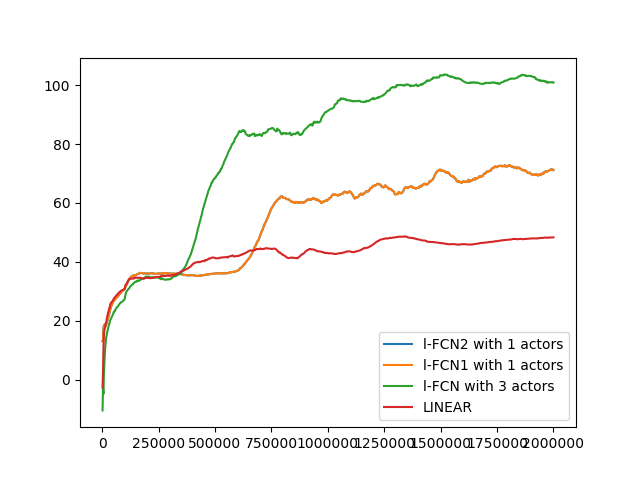 100
80
60
40
20
0
l-FCN2 with 1 actors
l-FCN1 with 1 actors
l-FCN with 3 actors
LINEAR
0 250000 500000 750000 1000000 1250000 1500000 1750000 2000000